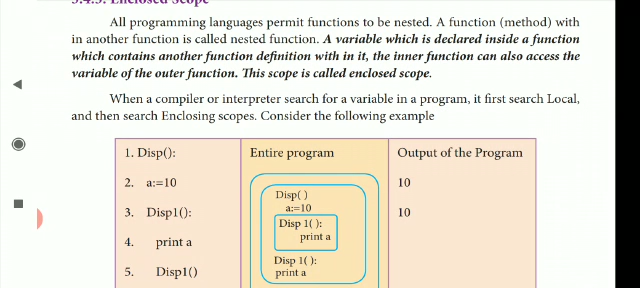 3.4.3. Enclosed Scope
All programming languages permit functions to be nested. A function (method) with
in another function is called nested function. A variable which is declared inside a function
which contains another function definition with in it, the inner function can also access the
variable of the outer function. This scope is called enclosed scope.
When a compiler or interpreter search for a variable in a program, it first search Local,
and then search Enclosing scopes. Consider the following example
1. Disp():
2. a:=10
3. Disp1():
4. print a
5. Disp1()
Entire program
Disp( )
a:=10
Disp 1( ):
print a
Disp 1( ):
print a
Output of the Program
10
10